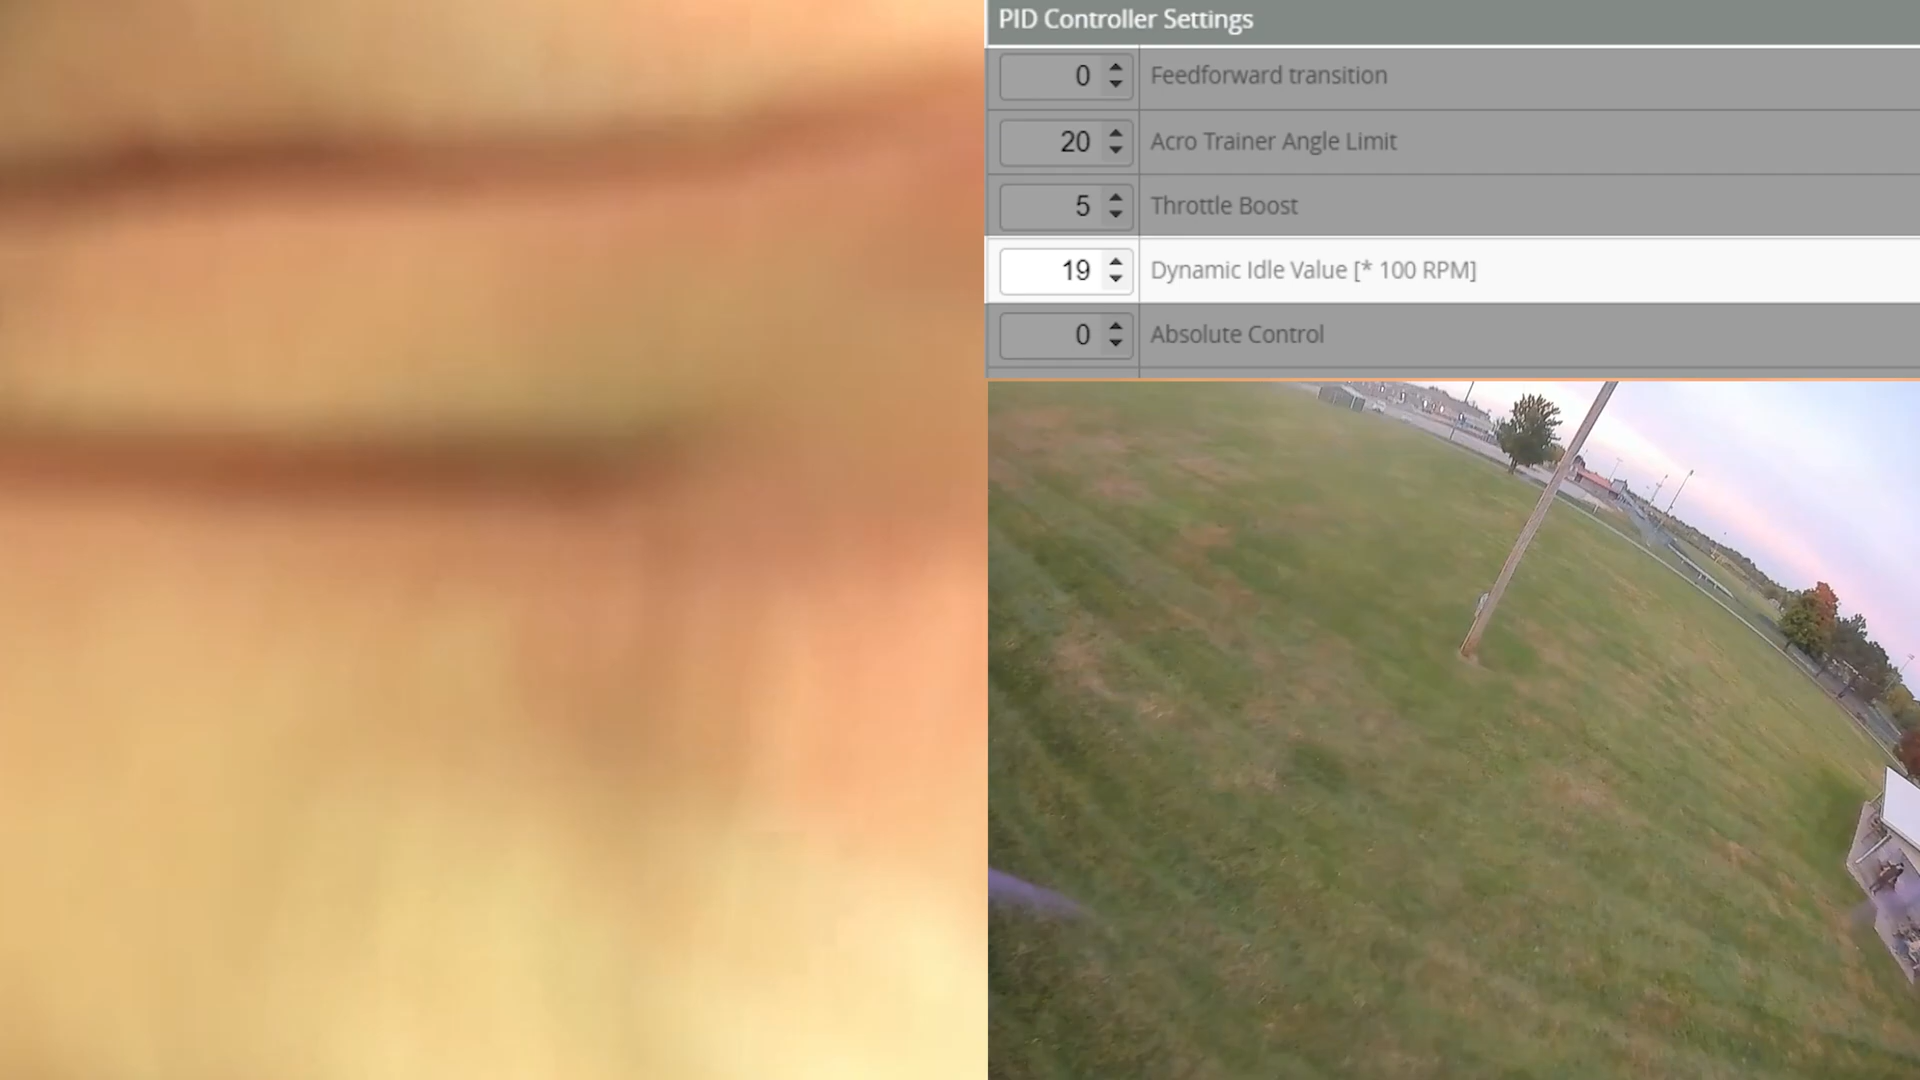 PID Controller Settings
0 Feedforward transition
20 Acro Trainer Angle Limit
5 Throttle Boost
19 Dynamic Idle Value [* 100 RPM]
0 Absolute Control